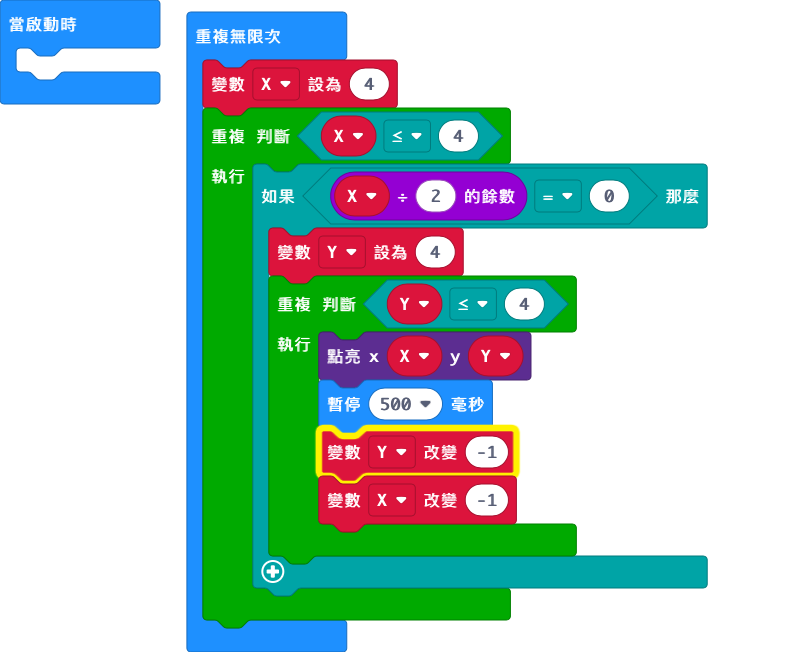 當啟動時
重複無限次
變數 X 設為 4
重複 判斷 X ≤ 4
執行
如果 X ÷ 2 的餘數 = 0 那麼
變數 Y 設為 4
重複 判斷 Y ≤ 4
執行
點亮 x X y Y
暫停 500 毫秒
變數 Y 改變 -1
變數 X 改變 -1